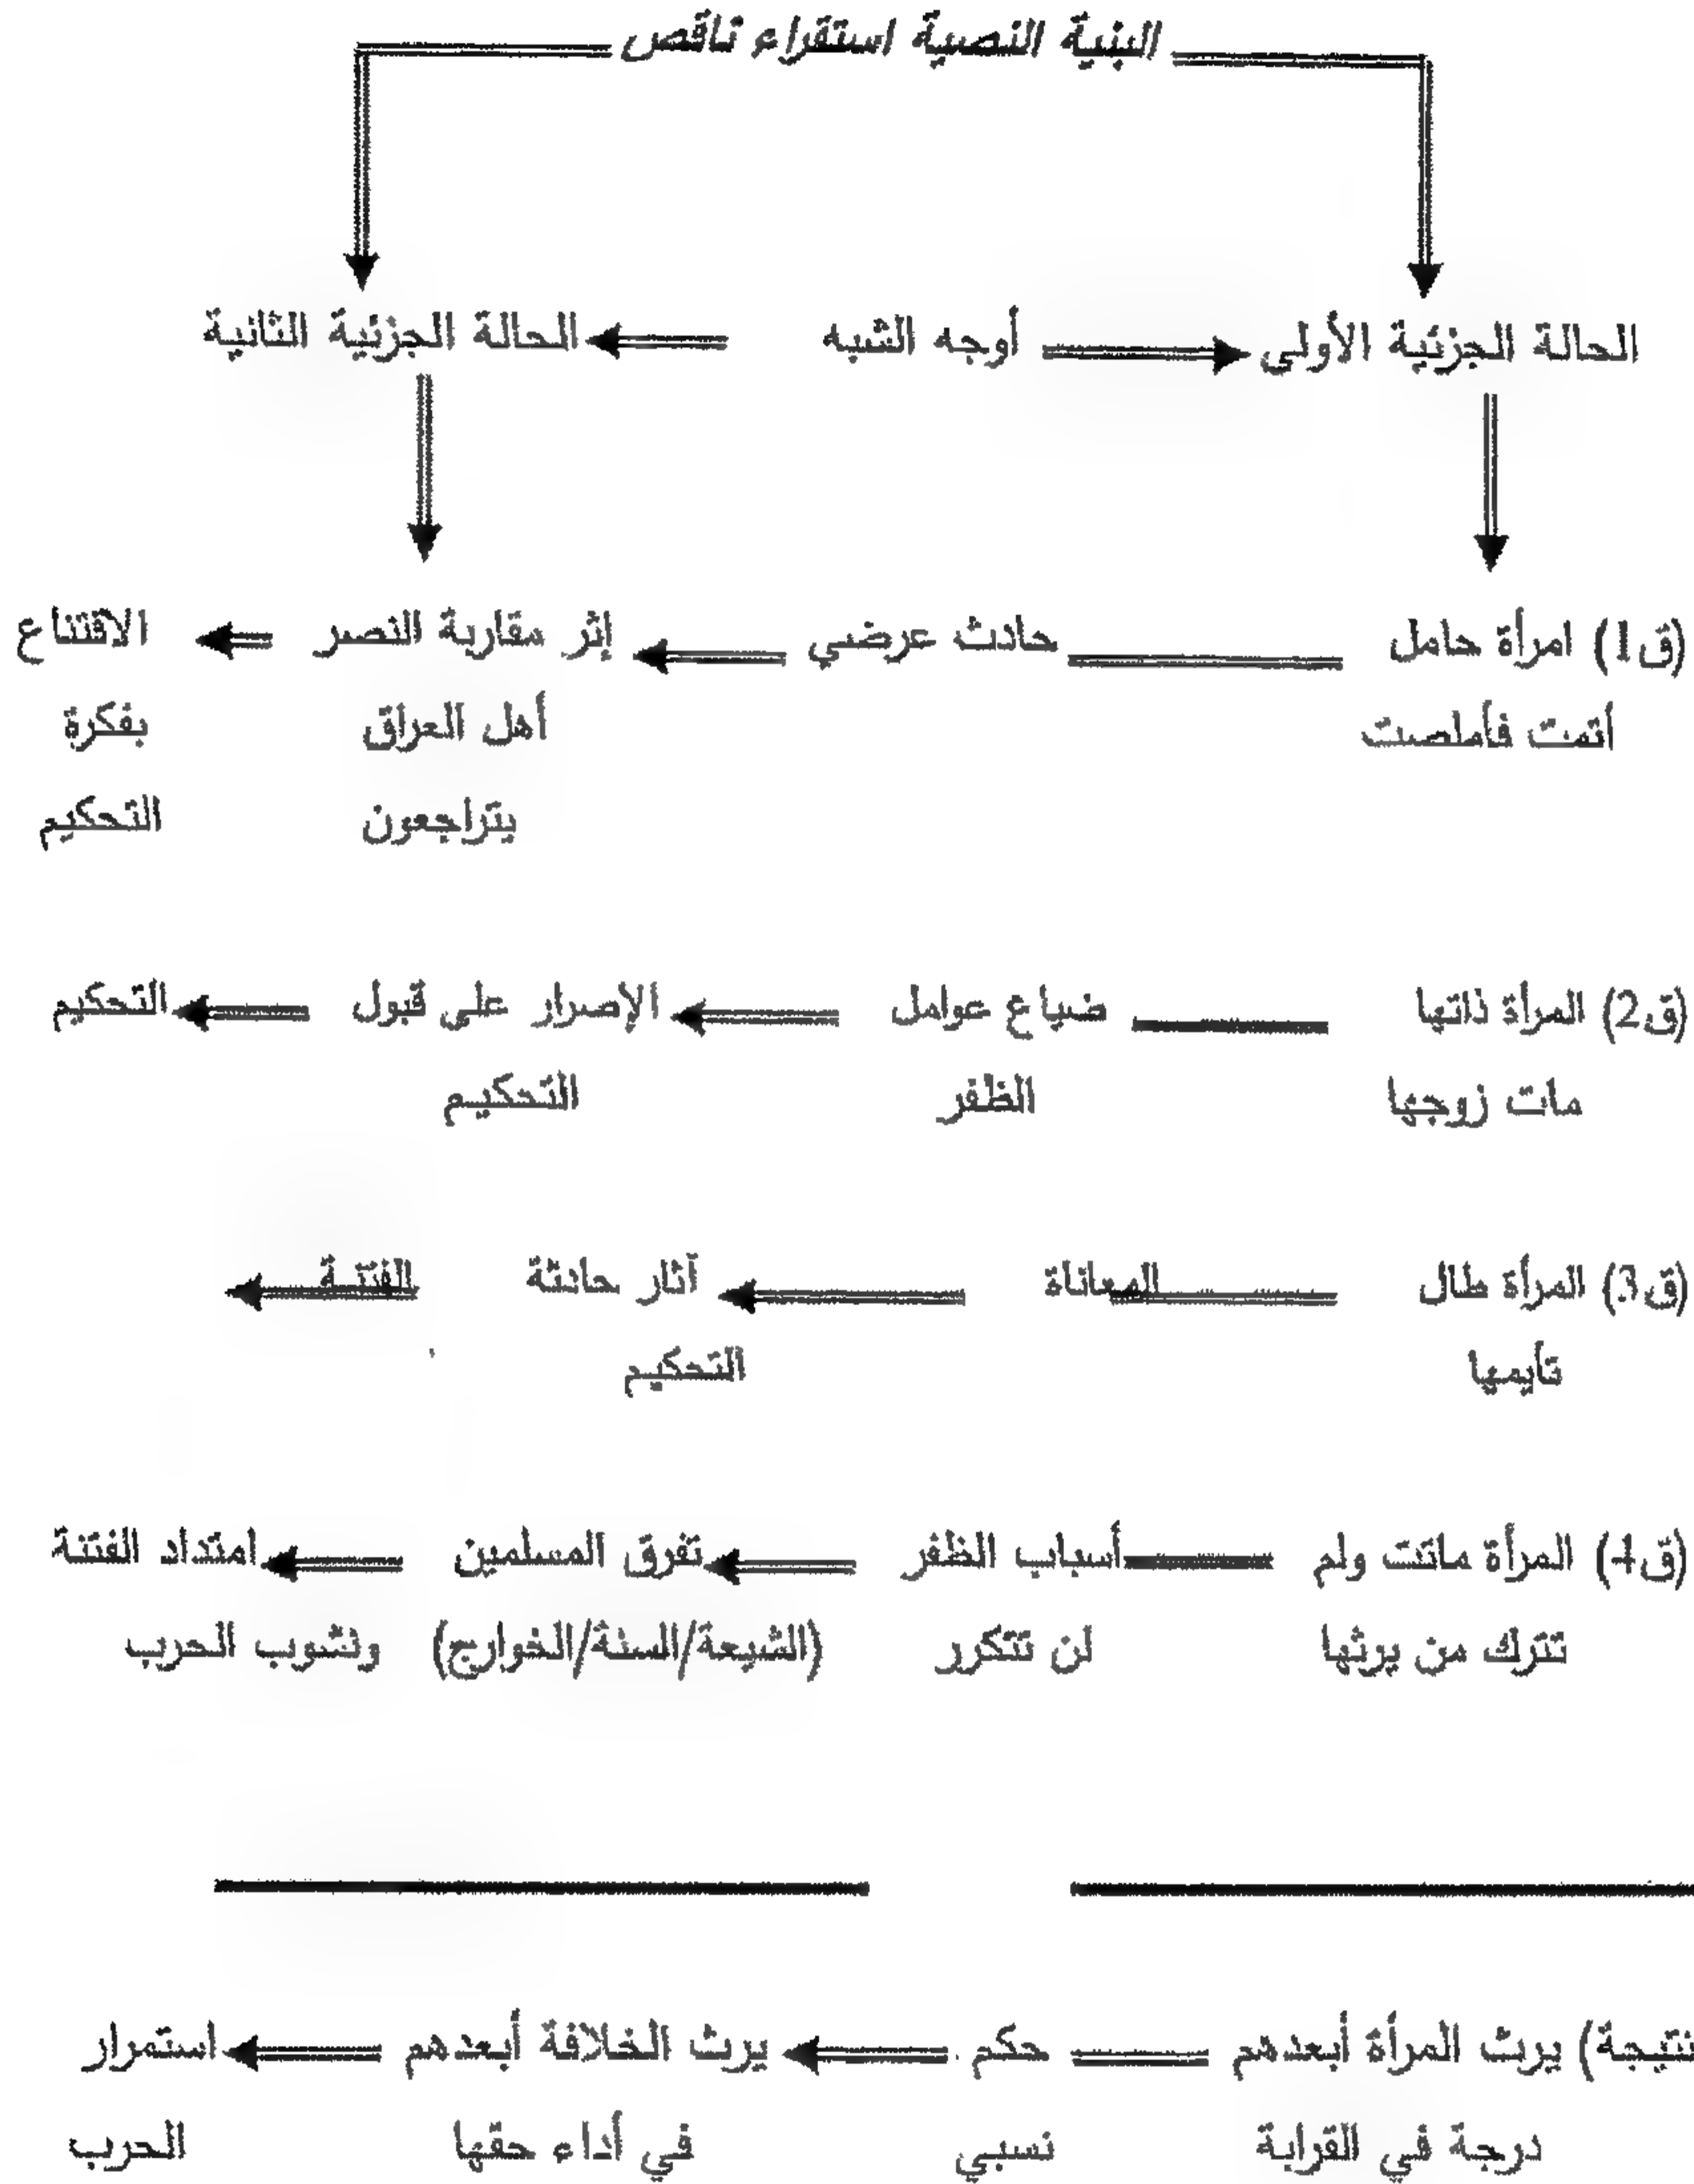 البنية النصية استقراء ناقص
الحالة الجزئية الأولى أوجه الشبه الحالة الجزئية الثانية
(ق1) امرأة حامل حادث عرضي إثر مقاربة النصر الاقتناع
أتمت فأملصت أهل العراق بفكرة
يتراجعون التحكيم
(ق2) المرأة ذاتها ضياع عوامل الإصرار على قبول التحكيم
مات زوجها الظفر التحكيم
(ق3) المرأة طال المعاناة آثار حادثة الفتنة
تأيمها التحكيم
(ق4) المرأة ماتت ولم أسباب الظفر تفرق المسلمين امتداد الفتنة
تترك من يرثها لن تتكرر (الشيعة/السنة/الخوارج) ونشوب الحرب
نتيجة) يرث المرأة أبعدهم حكم يرث الخلافة أبعدهم استمرار
درجة في القرابة نسبي في أداء حقها الحرب